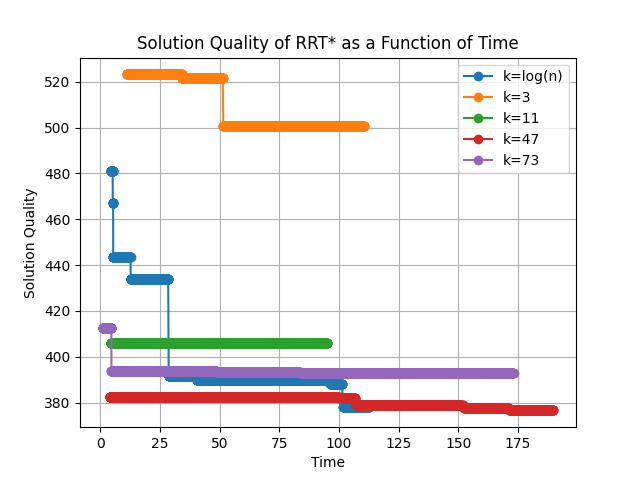 Solution Quality of RRT* as a Function of Time
520
500
480
460
440
420
400
380
Solution Quality
k=log(n)
k=3
k=11
k=47
k=73
0 25 50 75 100 125 150 175
Time